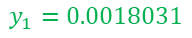 y₁ = 0.0018031